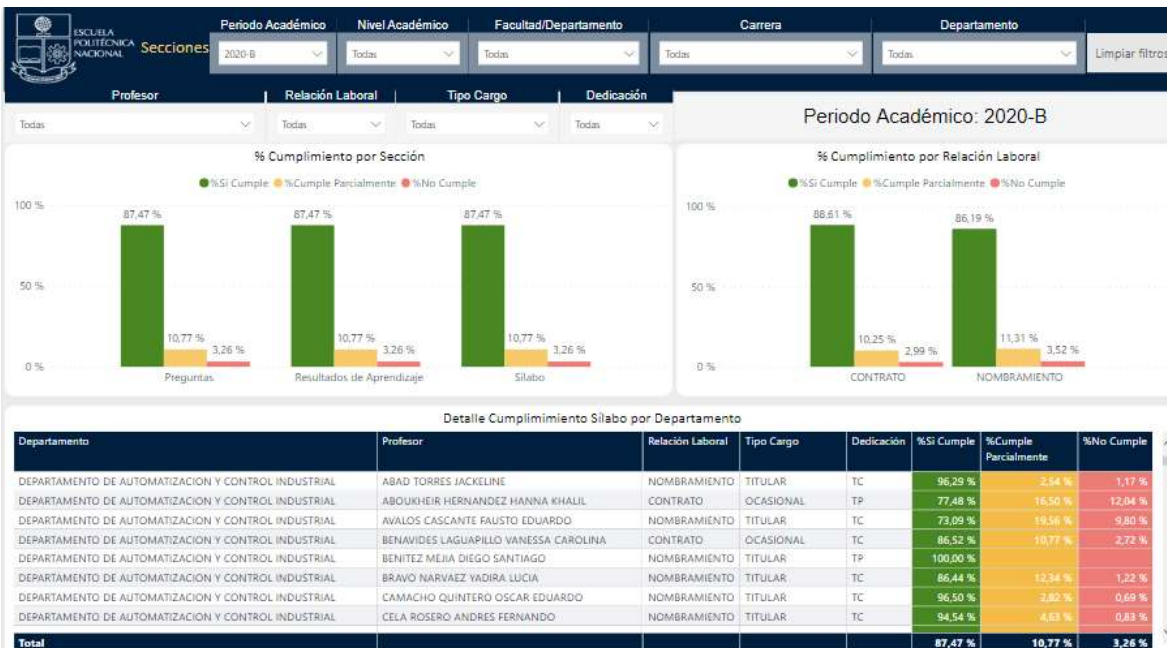 ESCUELA
POLITÉCNICA
NACIONAL
Secciones
Periodo Académico Nivel Académico Facultad/Departamento Carrera Departamento
2020-B Todas Todas Todas Todas Limpiar filtros
Profesor Relación Laboral Tipo Cargo Dedicación
Todas Todas Todas Todas
Periodo Académico: 2020-B
% Cumplimiento por Sección
%Si Cumple %Cumple Parcialmente %No Cumple
100 %
50 %
0 %
87,47 % 87,47 % 87,47 %
10,77 % 10,77 % 10,77 %
3,26 % 3,26 % 3,26 %
Preguntas Resultados de Aprendizaje Sílabo
% Cumplimiento por Relación Laboral
%Si Cumple %Cumple Parcialmente %No Cumple
100 %
50 %
0 %
88,61 % 86,19 %
10,25 % 11,31 %
2,99 % 3,52 %
CONTRATO NOMBRAMIENTO
Detalle Cumplimimiento Sílabo por Departamento
Departamento Profesor Relación Laboral Tipo Cargo Dedicación %Si Cumple %Cumple Parcialmente %No Cumple
DEPARTAMENTO DE AUTOMATIZACION Y CONTROL INDUSTRIAL ABAD TORRES JACKELINE NOMBRAMIENTO TITULAR TC 96,29 % 2,54 % 1,17 %
DEPARTAMENTO DE AUTOMATIZACION Y CONTROL INDUSTRIAL ABOUKHEIR HERNANDEZ HANNA KHALIL CONTRATO OCASIONAL TP 77,48 % 16,50 % 12,04 %
DEPARTAMENTO DE AUTOMATIZACION Y CONTROL INDUSTRIAL AVALOS CASCANTE FAUSTO EDUARDO NOMBRAMIENTO TITULAR TC 73,09 % 19,56 % 9,80 %
DEPARTAMENTO DE AUTOMATIZACION Y CONTROL INDUSTRIAL BENAVIDES LAGUAPILLO VANESSA CAROLINA CONTRATO OCASIONAL TC 86,52 % 10,77 % 2,72 %
DEPARTAMENTO DE AUTOMATIZACION Y CONTROL INDUSTRIAL BENITEZ MEJIA DIEGO SANTIAGO NOMBRAMIENTO TITULAR TP 100,00 %
DEPARTAMENTO DE AUTOMATIZACION Y CONTROL INDUSTRIAL BRAVO NARVAEZ YADIRA LUCIA NOMBRAMIENTO TITULAR TC 86,44 % 12,34 % 1,22 %
DEPARTAMENTO DE AUTOMATIZACION Y CONTROL INDUSTRIAL CAMACHO QUINTERO OSCAR EDUARDO NOMBRAMIENTO TITULAR TC 96,50 % 2,82 % 0,69 %
DEPARTAMENTO DE AUTOMATIZACION Y CONTROL INDUSTRIAL CELA ROSERO ANDRES FERNANDO NOMBRAMIENTO TITULAR TC 94,54 % 4,63 % 0,83 %
Total 87,47 % 10,77 % 3,26 %